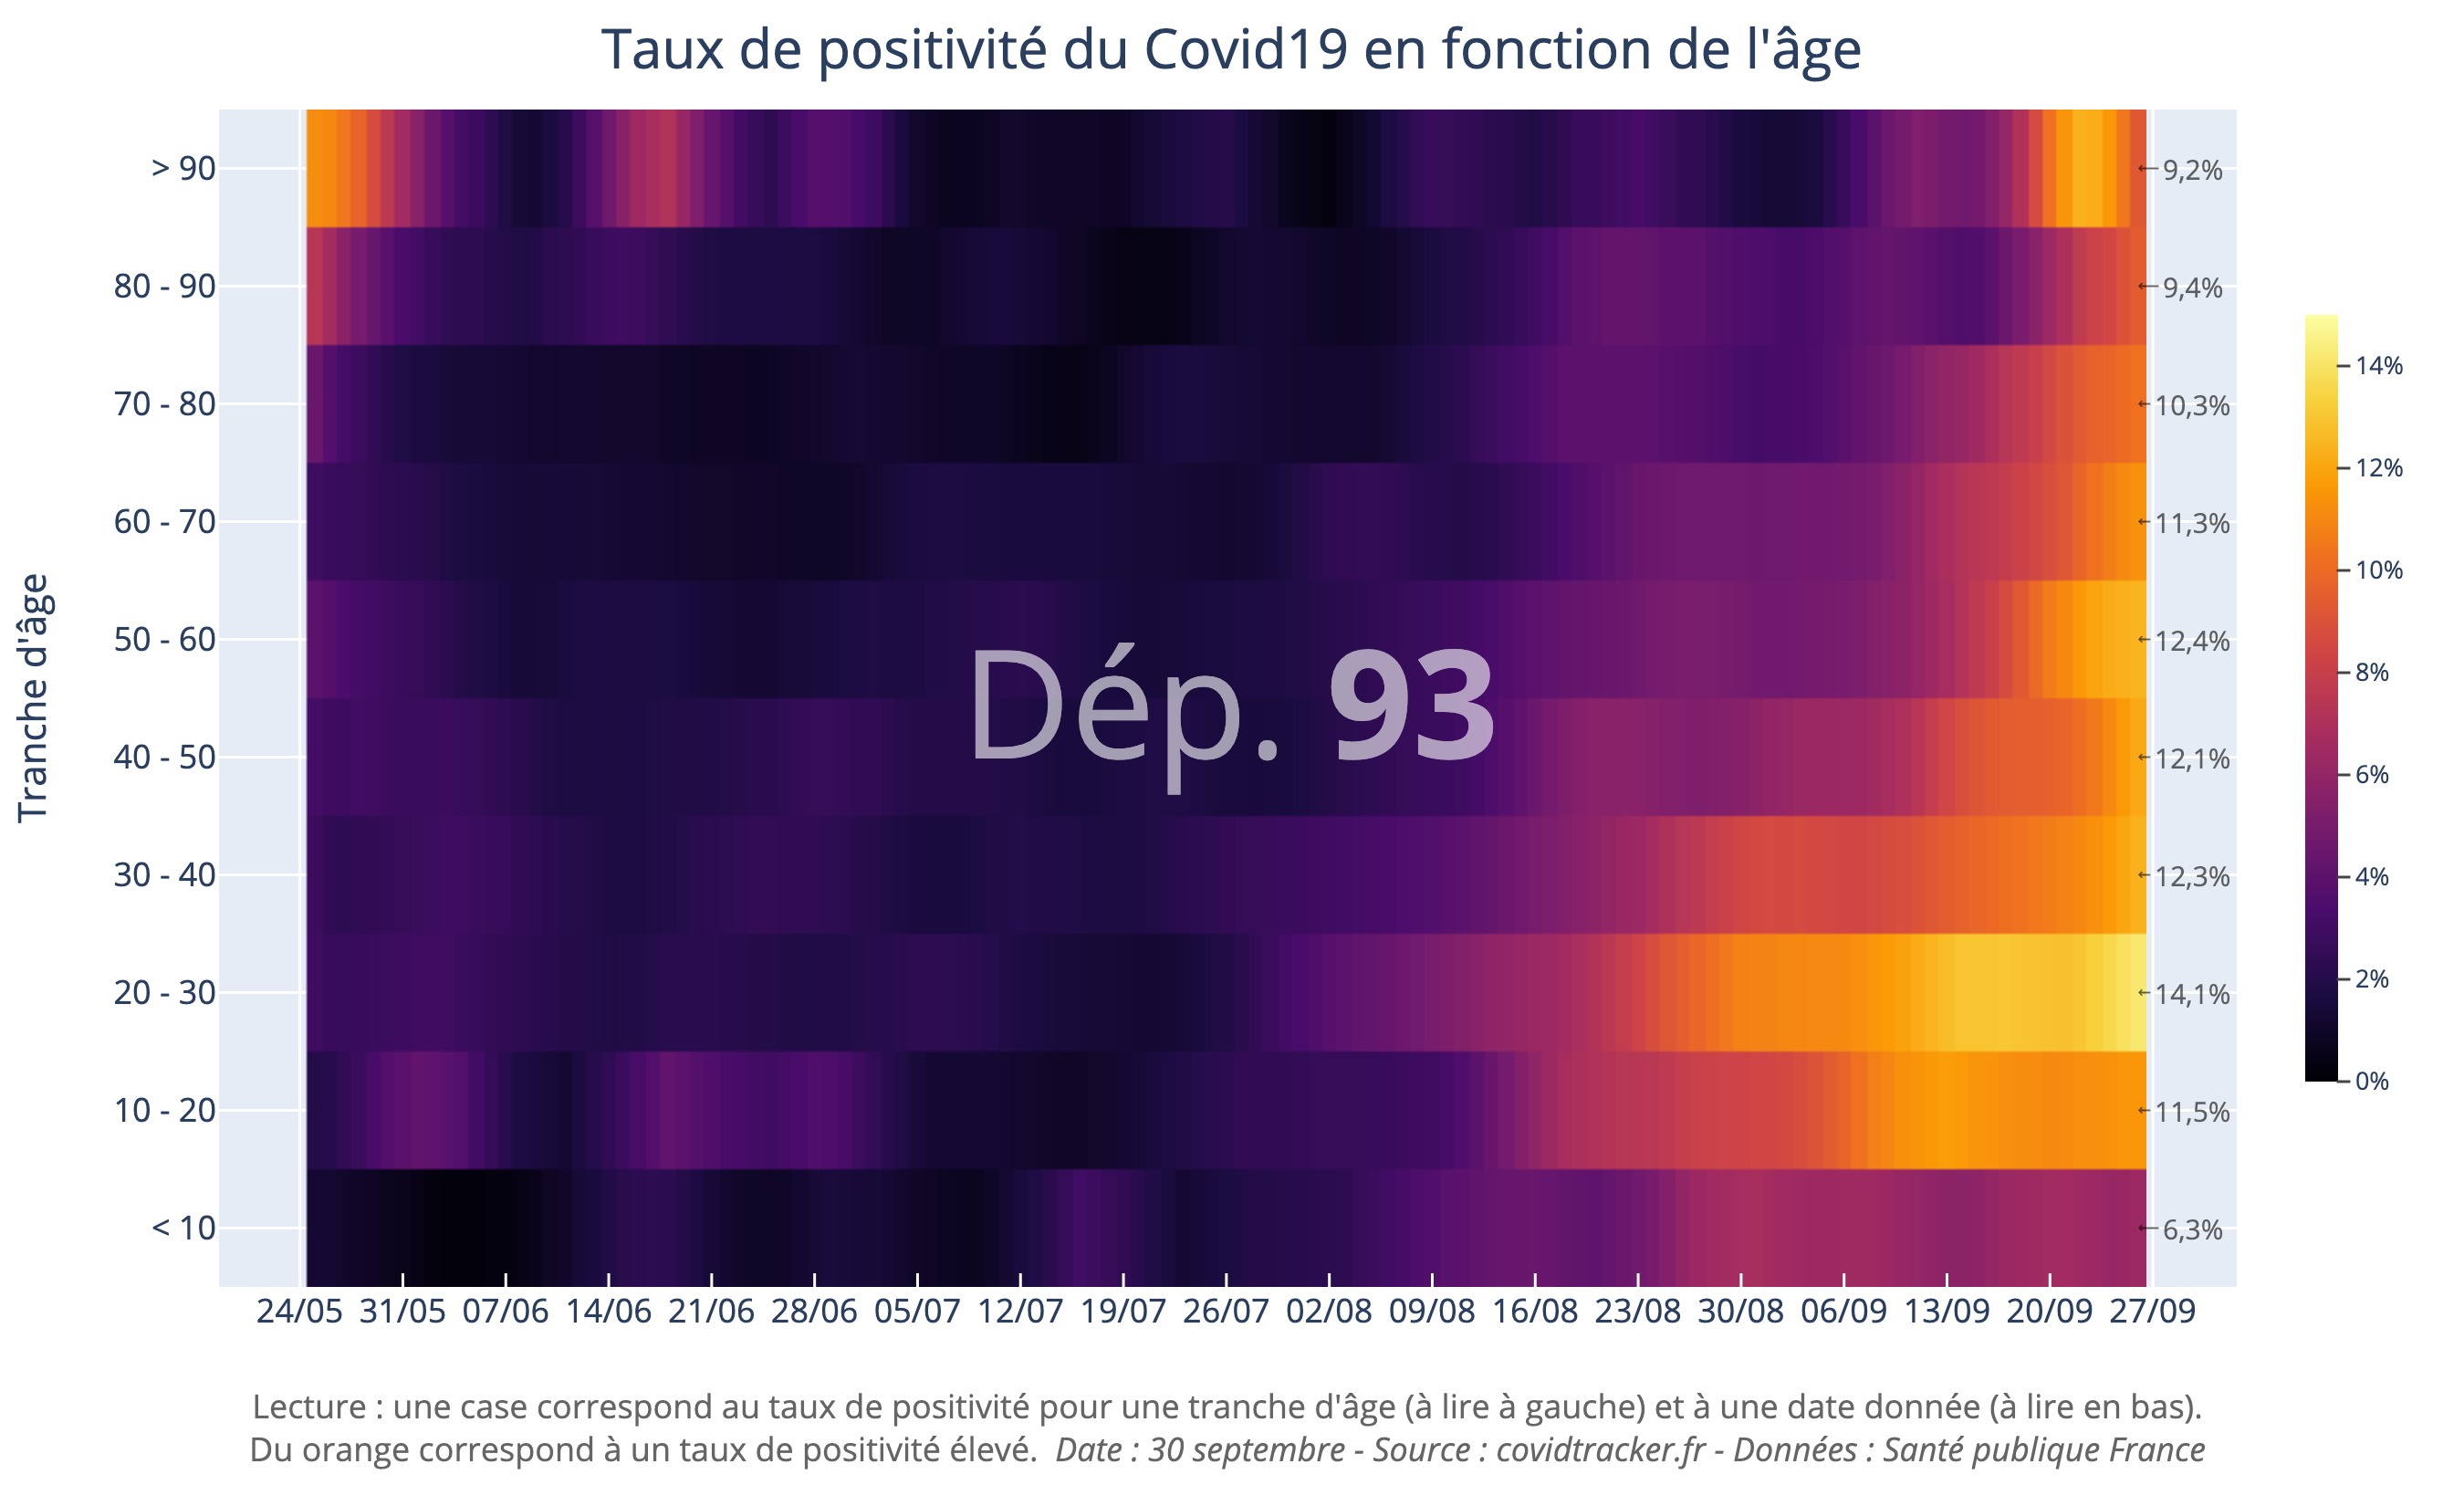 Taux de positivité du Covid19 en fonction de l'âge
Tranche d'âge
> 90
80 - 90
70 - 80
60 - 70
50 - 60
40 - 50
30 - 40
20 - 30
10 - 20
< 10
Dép. 93
←9,2%
←9,4%
←10,3%
←11,3%
←12,4%
←12,1%
←12,3%
←14,1%
←11,5%
←6,3%
14%
12%
10%
8%
6%
4%
2%
0%
24/05 31/05 07/06 14/06 21/06 28/06 05/07 12/07 19/07 26/07 02/08 09/08 16/08 23/08 30/08 06/09 13/09 20/09 27/09
Lecture : une case correspond au taux de positivité pour une tranche d'âge (à lire à gauche) et à une date donnée (à lire en bas).
Du orange correspond à un taux de positivité élevé. Date : 30 septembre - Source : covidtracker.fr - Données : Santé publique France